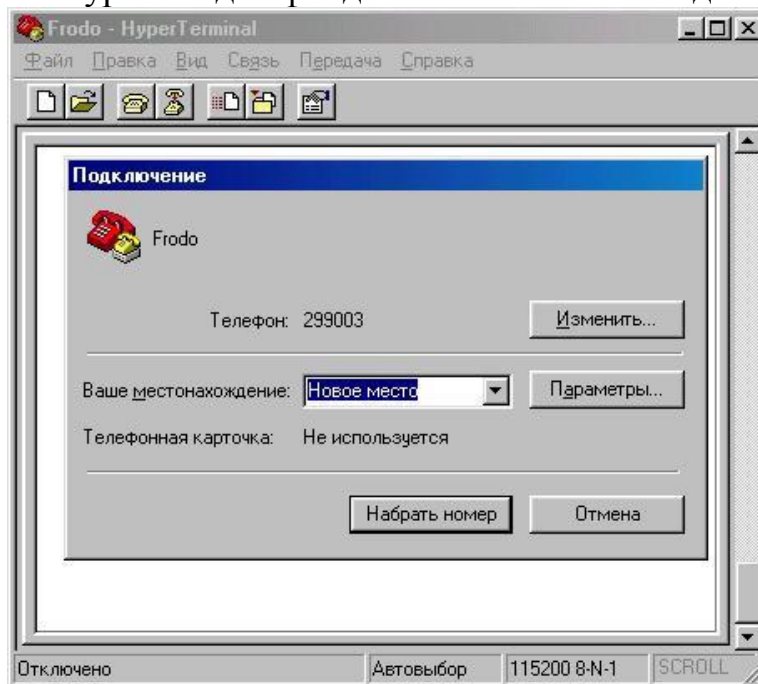 Frodo - HyperTerminal
Файл Правка Вид Связь Передача Справка
Подключение
Frodo
Телефон: 299003 Изменить...
Ваше местонахождение: Новое место Параметры...
Телефонная карточка: Не используется
Набрать номер Отмена
Отключено Автовыбор 115200 8-N-1 SCROLL